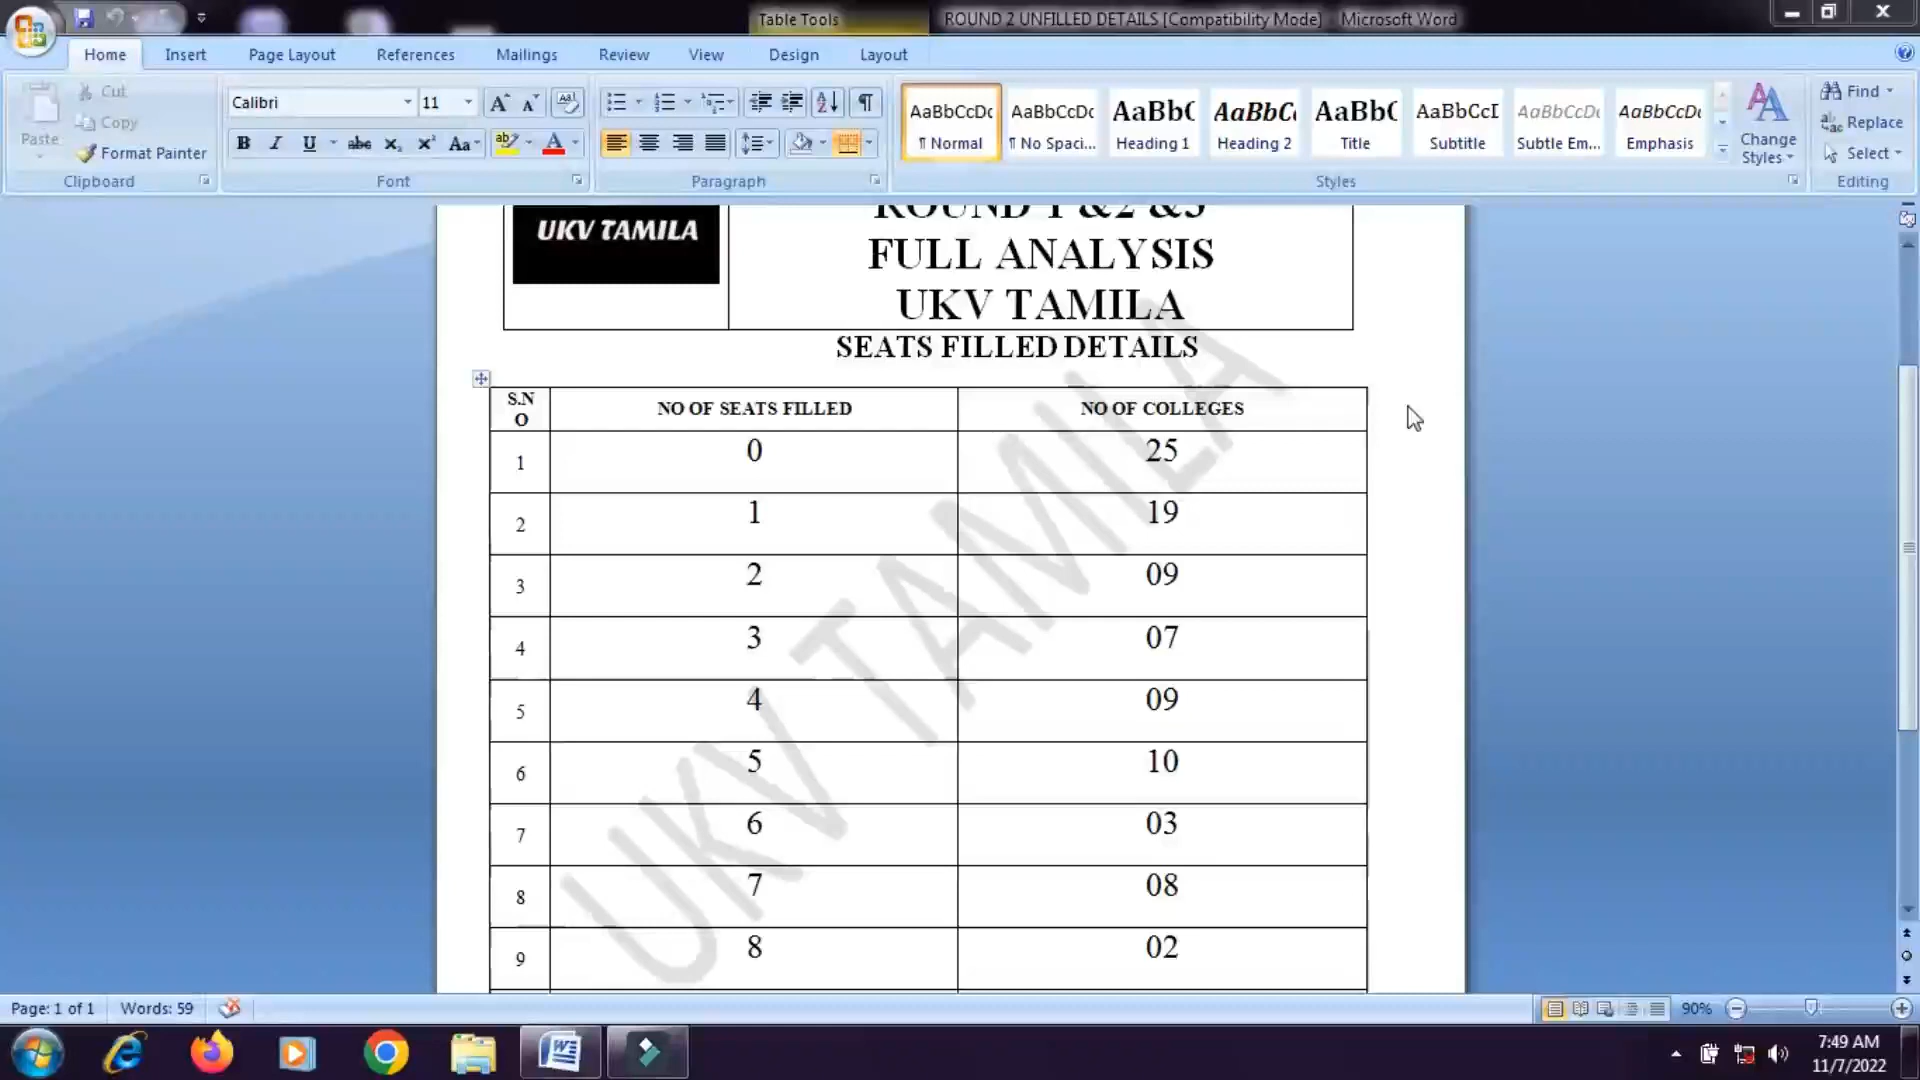 Table Tools
ROUND 2 UNFILLED DETAILS [Compatibility Mode] - Microsoft Word
Home Insert Page Layout References Mailings Review View Design Layout
Paste
Cut
Copy
Format Painter
Clipboard
Calibri 11
Font
Paragraph
AaBbCcDc AaBbCcDc AaBbC AaBbCc AaBbC AaBbCcI AaBbCcDc AaBbCcDc
¶ Normal ¶ No Spaci... Heading 1 Heading 2 Title Subtitle Subtle Em... Emphasis
Styles
Change
Styles
Find
Replace
Select
Editing
UKV TAMILA
ROUND 1 &2 &3
FULL ANALYSIS
UKV TAMILA
SEATS FILLED DETAILS
S.N
O
NO OF SEATS FILLED NO OF COLLEGES
1 0 25
2 1 19
3 2 09
4 3 07
5 4 09
6 5 10
7 6 03
8 7 08
9 8 02
UKV TAMILA
Page: 1 of 1 Words: 59 90%
7:49 AM
11/7/2022